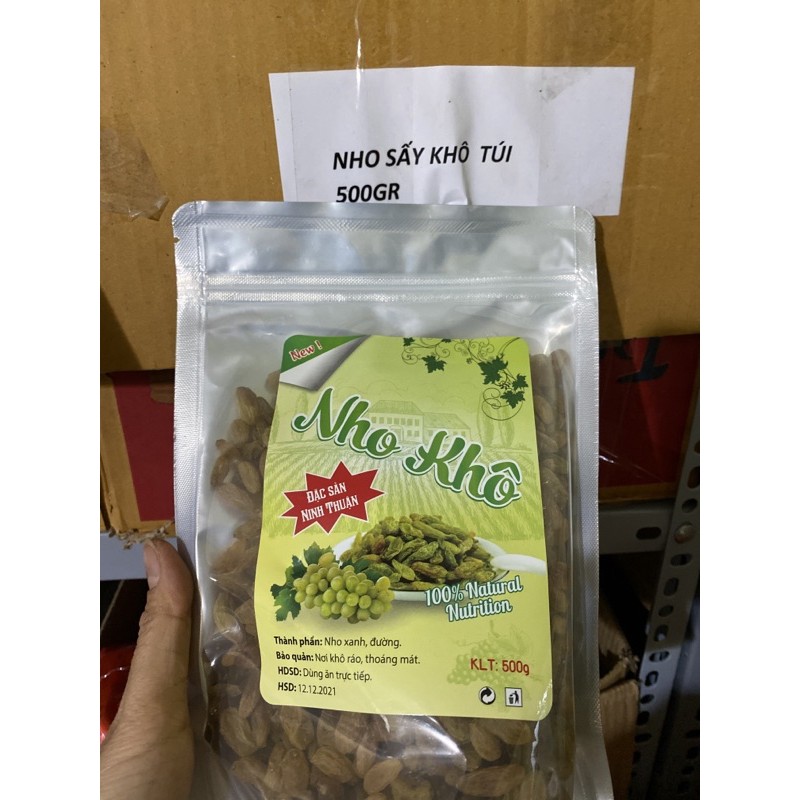 NHO SẤY KHÔ TÚI
500GR
New !
Nho Khô
ĐẶC SẢN
NINH THUẬN
100% Natural
Nutrition
Thành phần: Nho xanh, đường.
Bảo quản: Nơi khô ráo, thoáng mát.
HDSD: Dùng ăn trực tiếp.
HSD: 12.12.2021
KLT: 500g